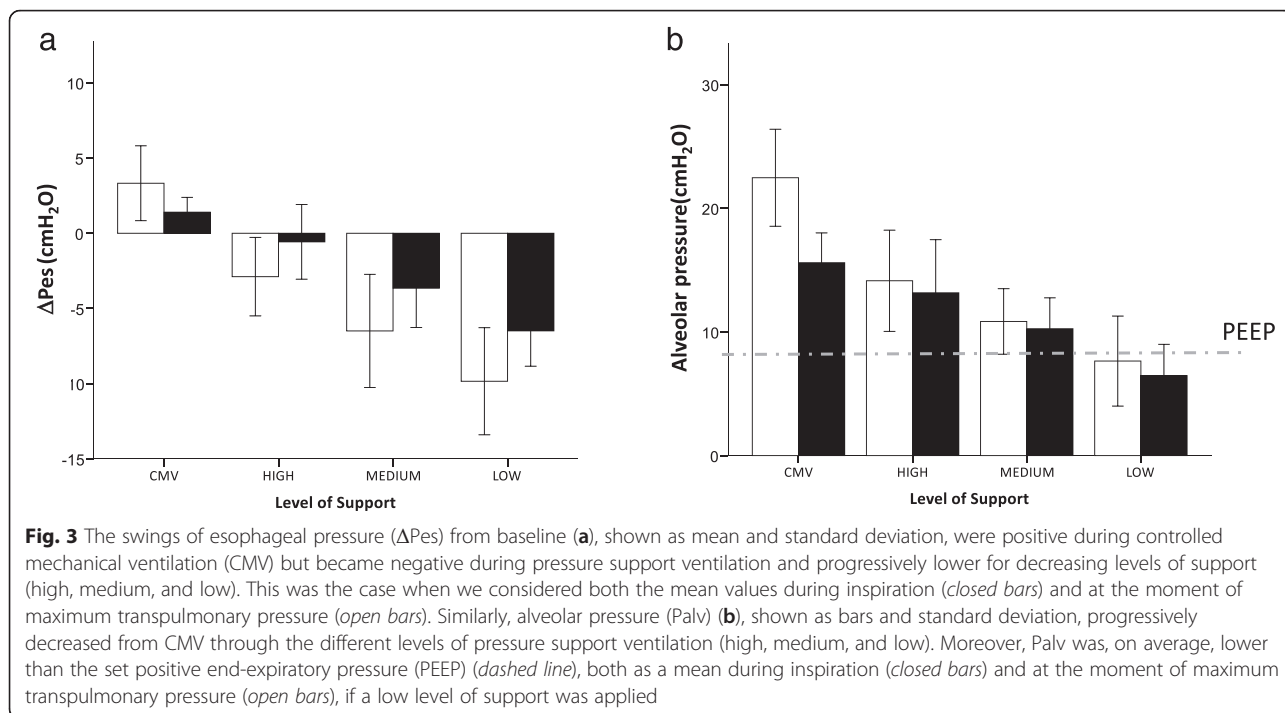 a
b
10
5
0
-5
10
-15
ΔPes (cmH₂O)
CMV
HIGH
MEDIUM
LOW
Level of Support
30
20
10
0
Alveolar pressure(cmH₂O)
PEEP
CMV
HIGH
MEDIUM
LOW
Level of Support
Fig. 3 The swings of esophageal pressure (ΔPes) from baseline (a), shown as mean and standard deviation, were positive during controlled
mechanical ventilation (CMV) but became negative during pressure support ventilation and progressively lower for decreasing levels of support
(high, medium, and low). This was the case when we considered both the mean values during inspiration (closed bars) and at the moment of
maximum transpulmonary pressure (open bars). Similarly, alveolar pressure (Palv) (b), shown as bars and standard deviation, progressively
decreased from CMV through the different levels of pressure support ventilation (high, medium, and low). Moreover, Palv was, on average, lower
than the set positive end-expiratory pressure (PEEP) (dashed line), both as a mean during inspiration (closed bars) and at the moment of maximum
transpulmonary pressure (open bars), if a low level of support was applied